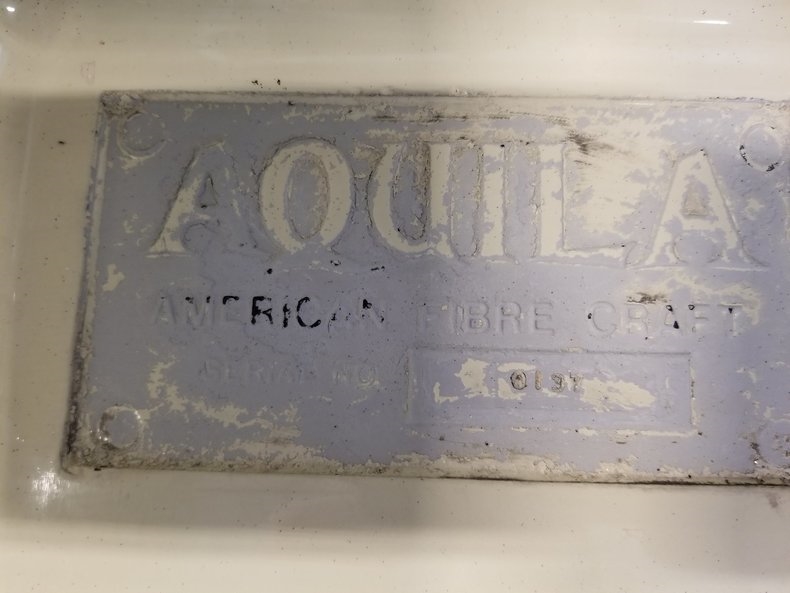 AQUILA
AMERICAN FIBRE CRAFT
SERIAL NO. 0197